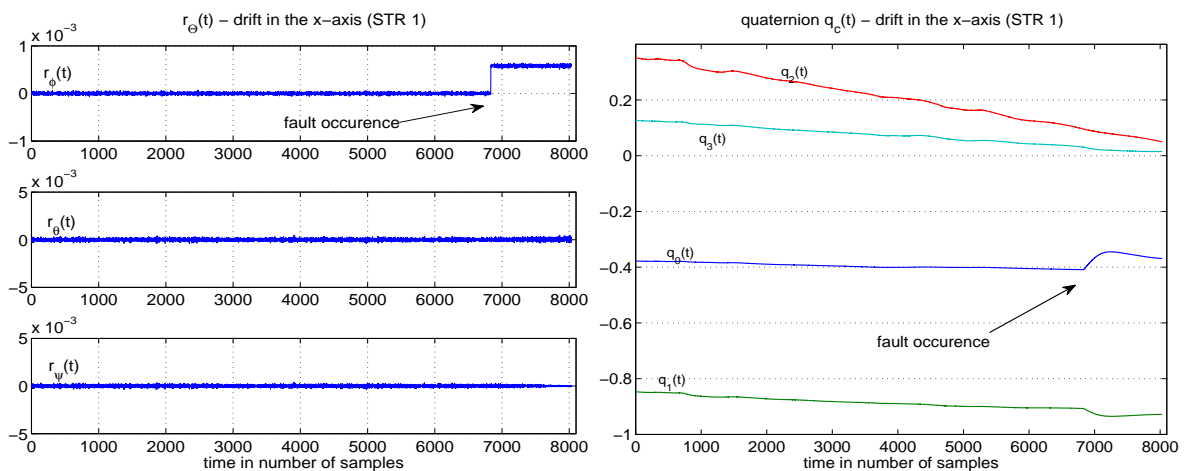 r_Θ(t) − drift in the x−axis (STR 1)
x 10^−3
1
0
−1
r_ϕ(t)
fault occurence
0 1000 2000 3000 4000 5000 6000 7000 8000
x 10^−3
5
0
−5
r_θ(t)
0 1000 2000 3000 4000 5000 6000 7000 8000
x 10^−3
5
0
−5
r_ψ(t)
0 1000 2000 3000 4000 5000 6000 7000 8000
time in number of samples
quaternion q_c(t) − drift in the x−axis (STR 1)
q_2(t)
0.2
q_3(t)
0
−0.2
q_0(t)
−0.4
fault occurence
−0.6
q_1(t)
−0.8
−1
0 1000 2000 3000 4000 5000 6000 7000 8000
time in number of samples